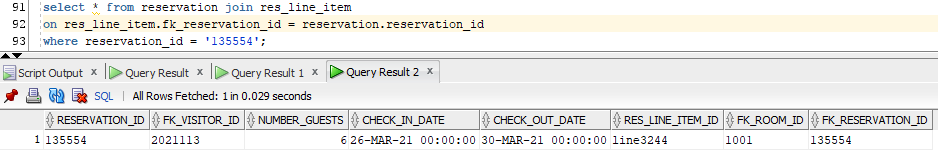 91 select * from reservation join res_line_item
92 on res_line_item.fk_reservation_id = reservation.reservation_id
93 where reservation_id = '135554';
Script Output x Query Result x Query Result 1 x Query Result 2 x
SQL | All Rows Fetched: 1 in 0.029 seconds
RESERVATION_ID FK_VISITOR_ID NUMBER_GUESTS CHECK_IN_DATE CHECK_OUT_DATE RES_LINE_ITEM_ID FK_ROOM_ID FK_RESERVATION_ID
1 135554 2021113 6 26-MAR-21 00:00:00 30-MAR-21 00:00:00 line3244 1001 135554